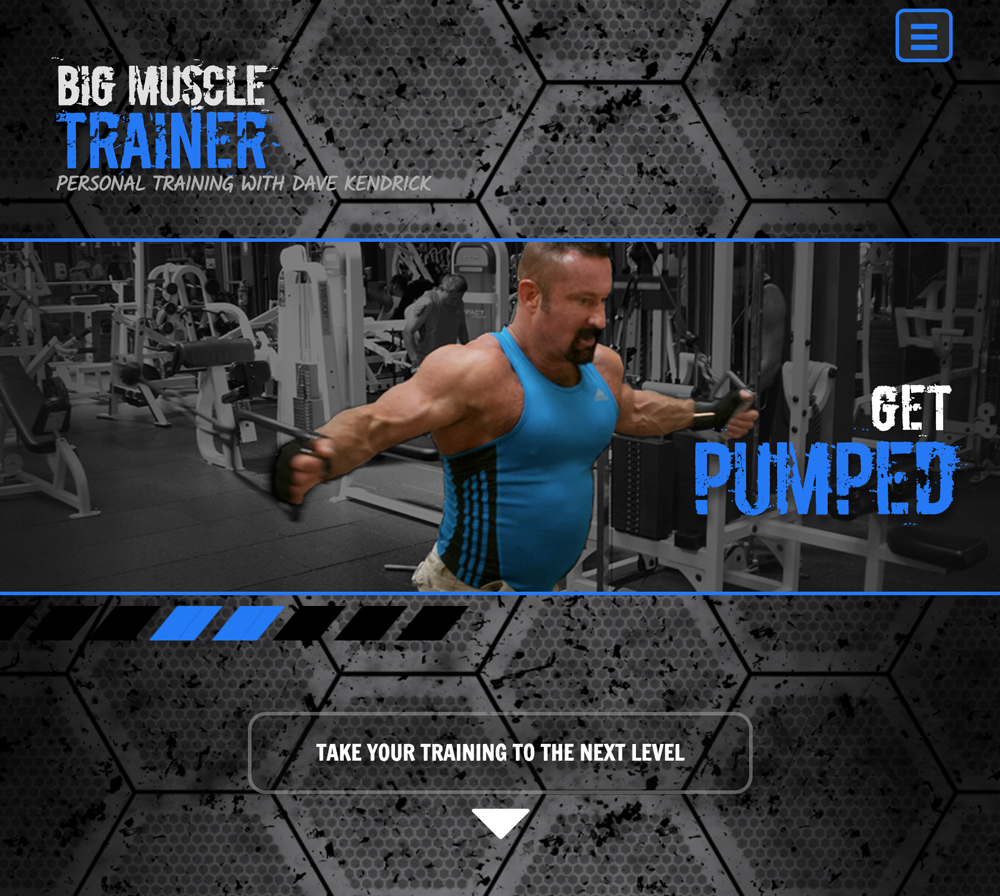 BIG MUSCLE
TRAINER
PERSONAL TRAINING WITH DAVE KENDRICK
GET
PUMPED
TAKE YOUR TRAINING TO THE NEXT LEVEL